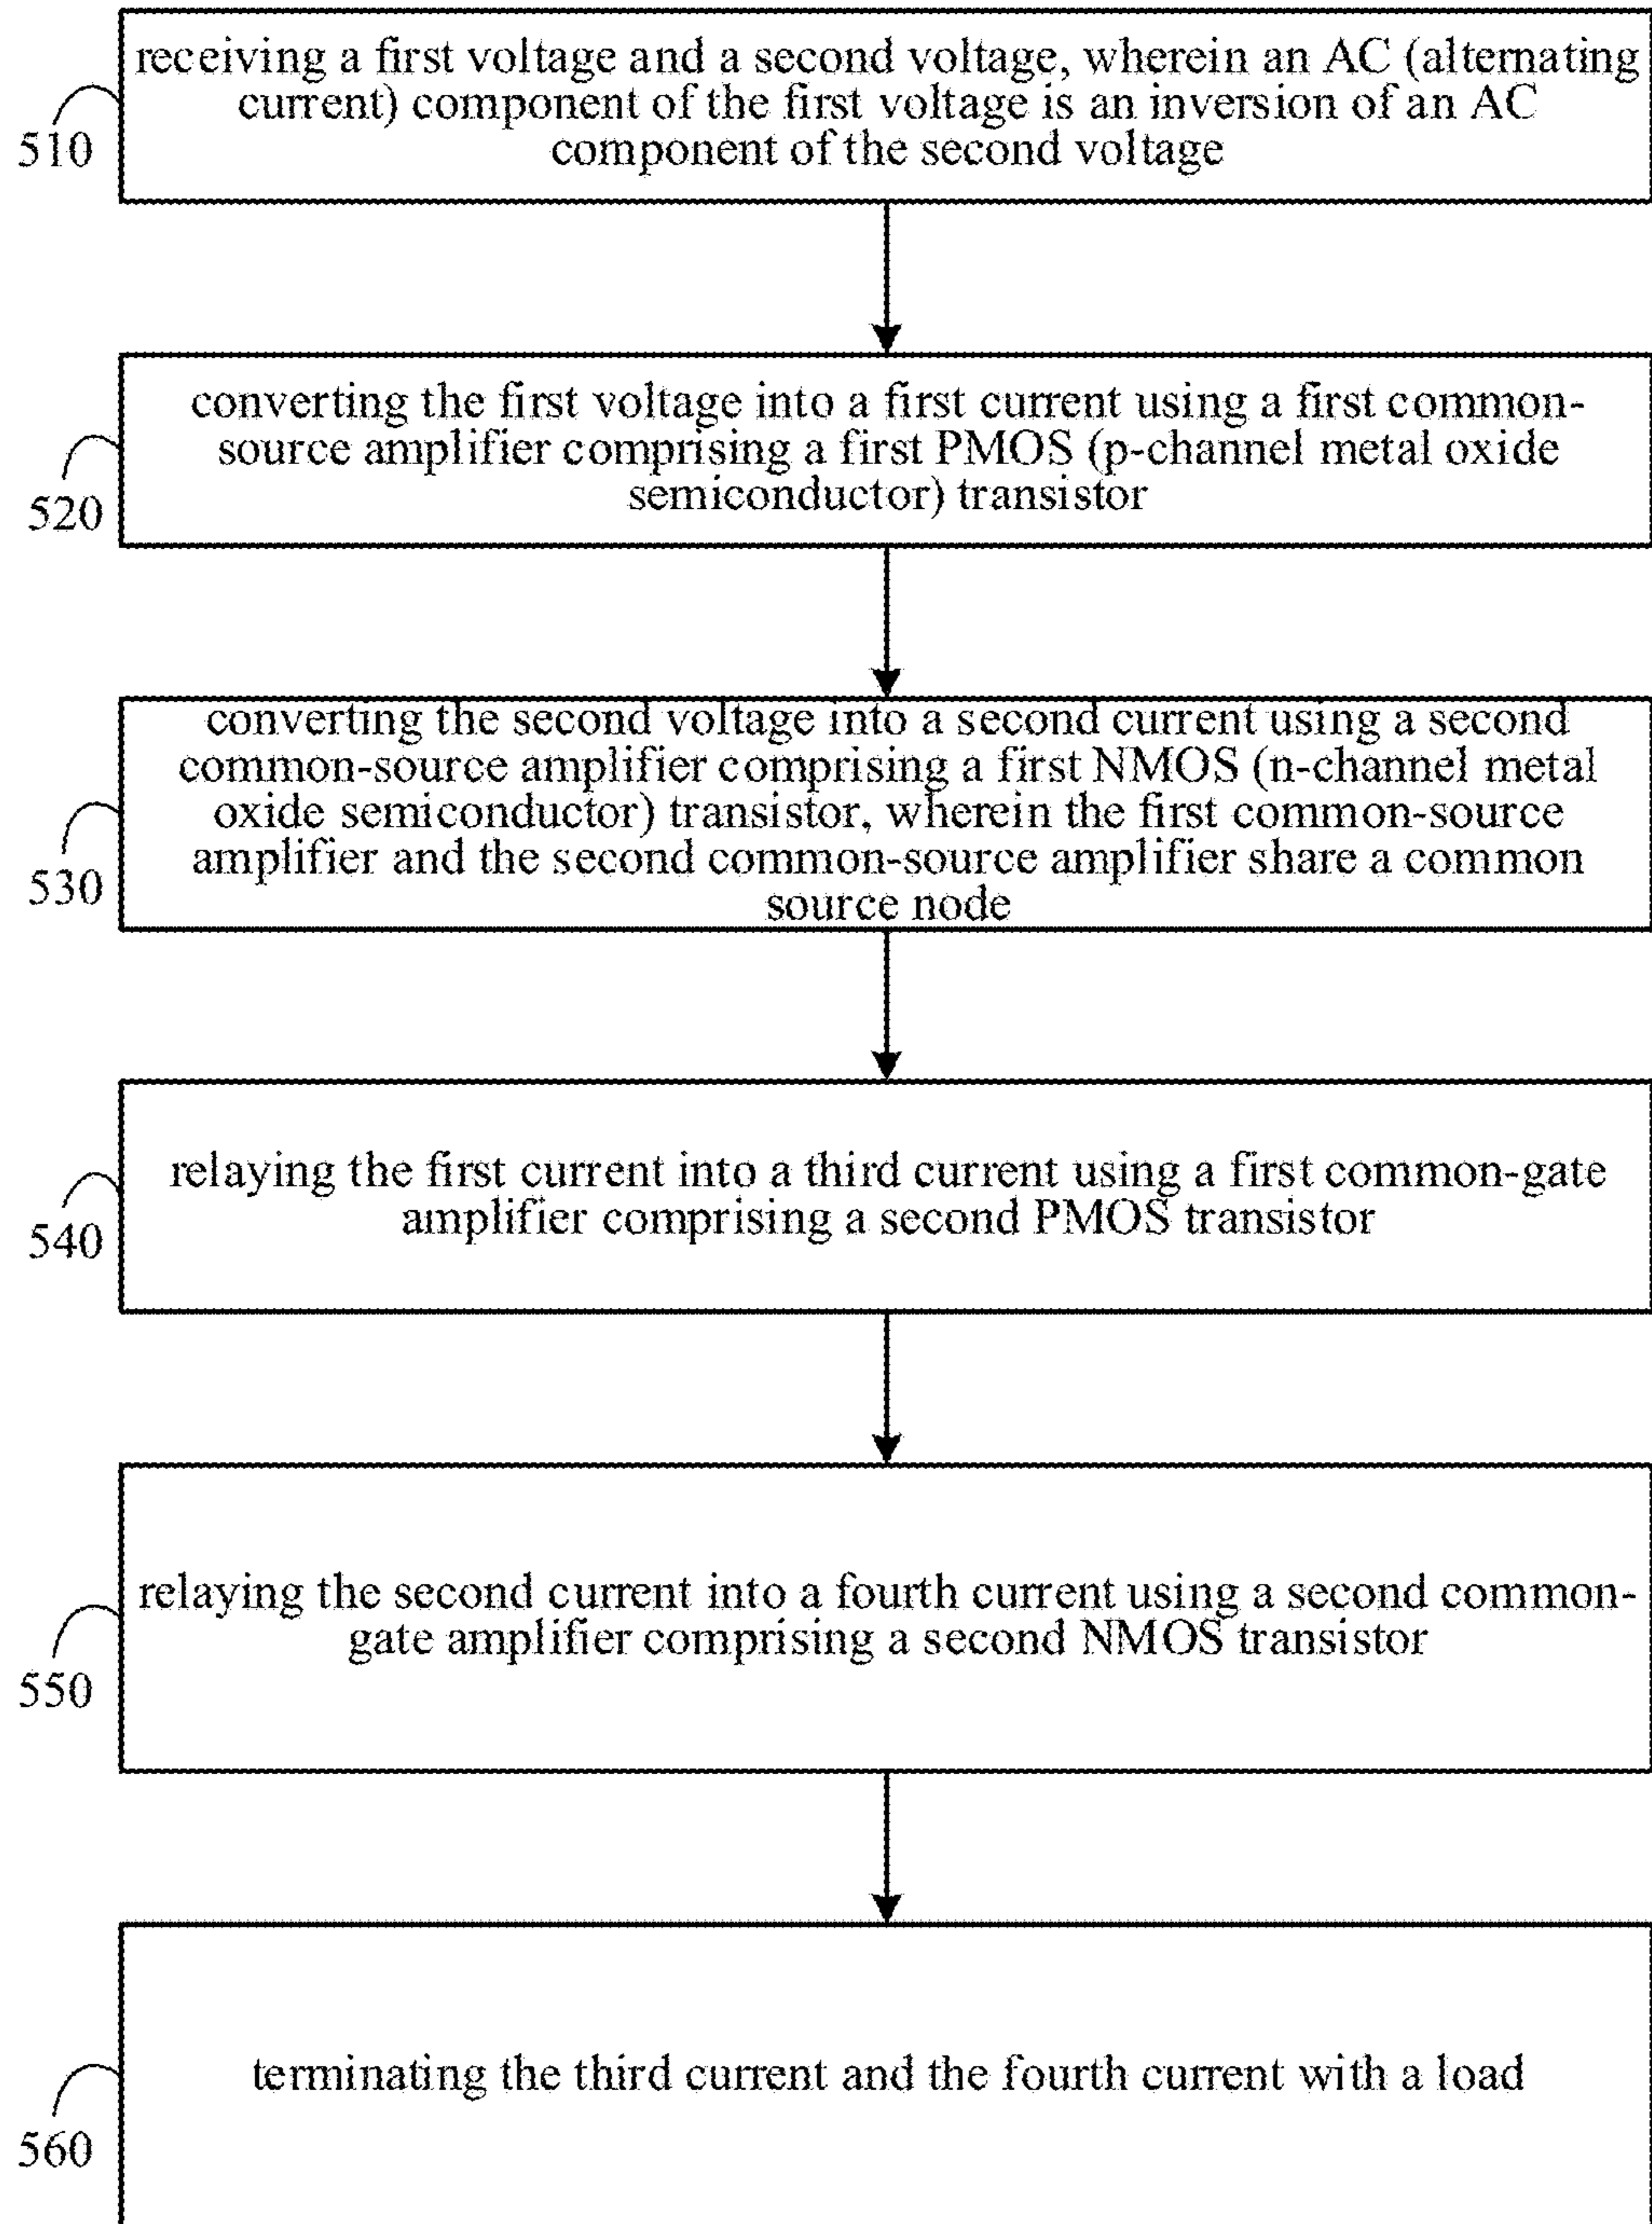 receiving a first voltage and a second voltage, wherein an AC (alternating
current) component of the first voltage is an inversion of an AC
component of the second voltage
510
converting the first voltage into a first current using a first common-
source amplifier comprising a first PMOS (p-channel metal oxide
semiconductor) transistor
520
converting the second voltage into a second current using a second
common-source amplifier comprising a first NMOS (n-channel metal
oxide semiconductor) transistor, wherein the first common-source
amplifier and the second common-source amplifier share a common
source node
530
relaying the first current into a third current using a first common-gate
amplifier comprising a second PMOS transistor
540
relaying the second current into a fourth current using a second common-
gate amplifier comprising a second NMOS transistor
550
terminating the third current and the fourth current with a load
560